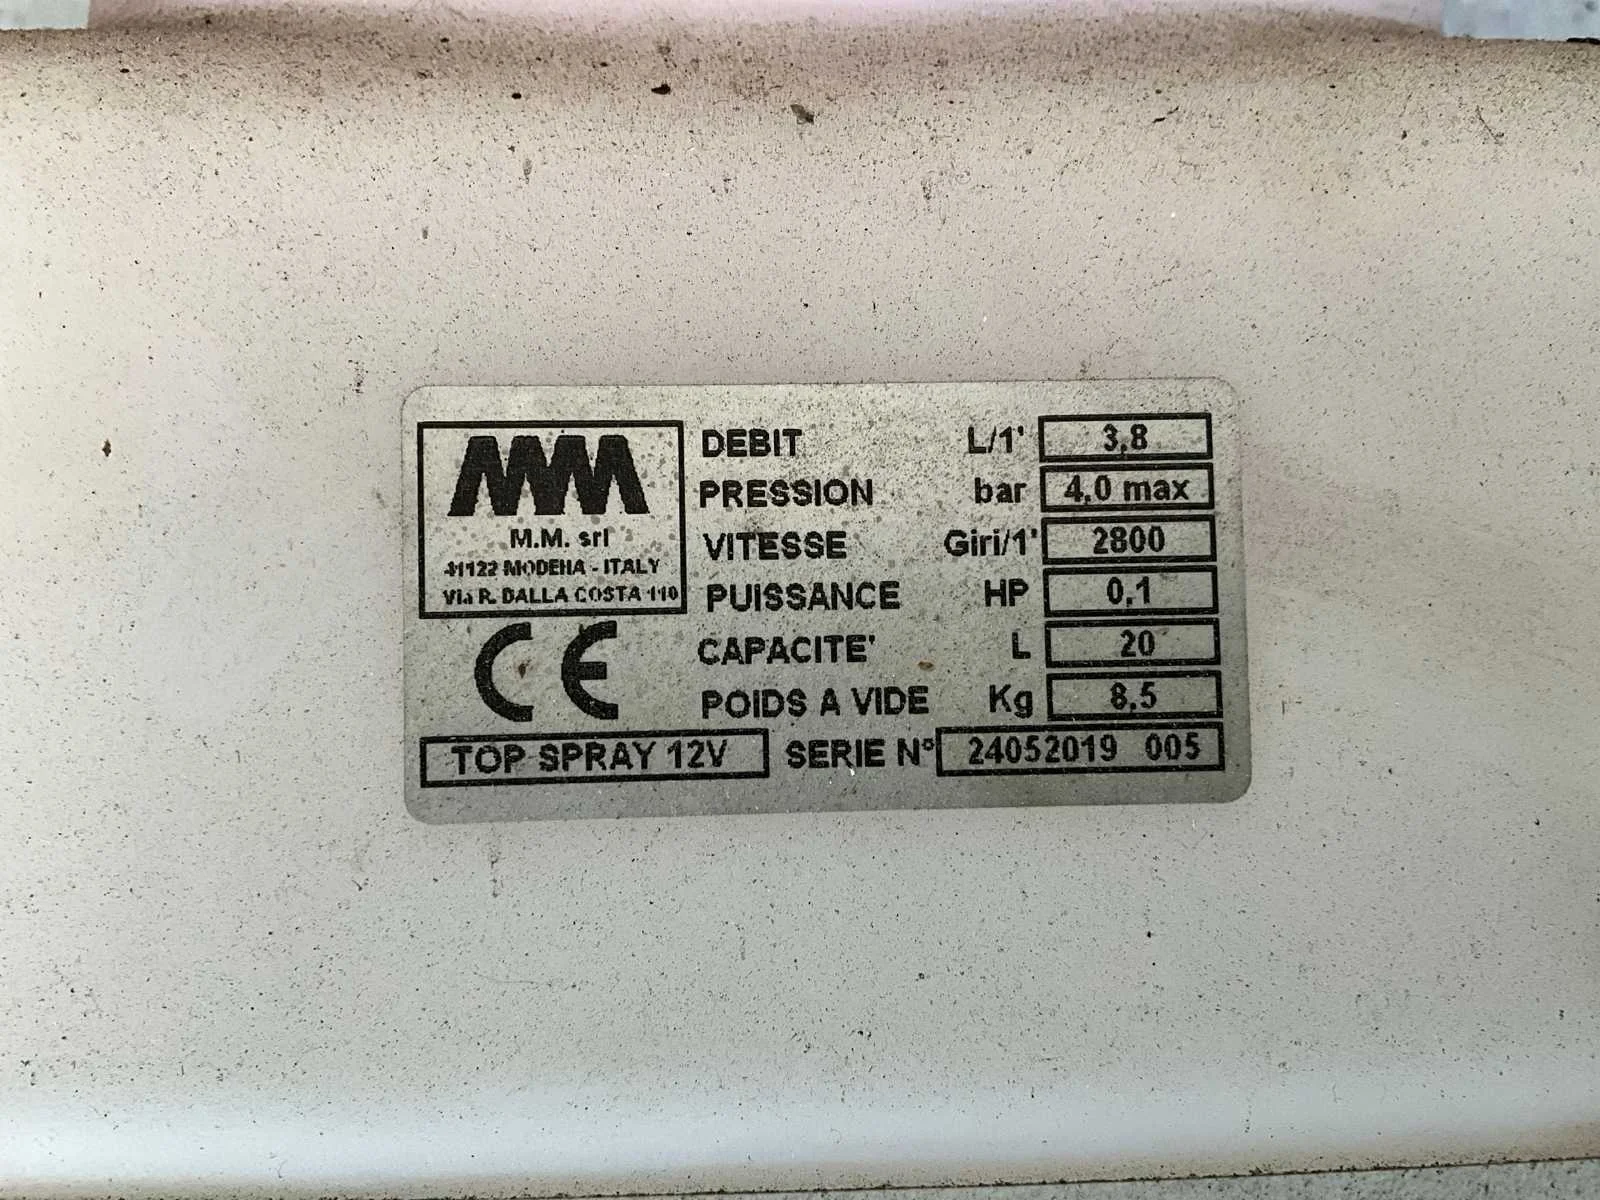 MM
M.M. srl
41122 MODENA - ITALY
Via R. DALLA COSTA 110
CE
DEBIT L/1' 3,8
PRESSION bar 4,0 max
VITESSE Giri/1' 2800
PUISSANCE HP 0,1
CAPACITE' L 20
POIDS A VIDE Kg 8,5
TOP SPRAY 12V SERIE N° 24052019 005